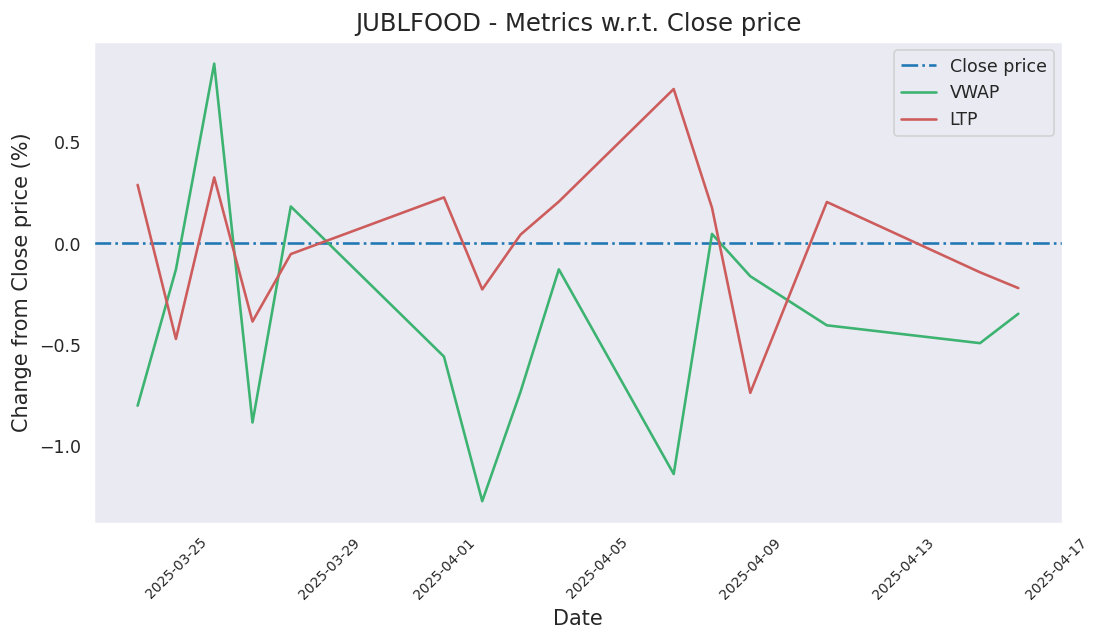 JUBLFOOD - Metrics w.r.t. Close price
Close price
VWAP
LTP
Change from Close price (%)
0.5
0.0
−0.5
−1.0
2025-03-25
2025-03-29
2025-04-01
2025-04-05
2025-04-09
2025-04-13
2025-04-17
Date